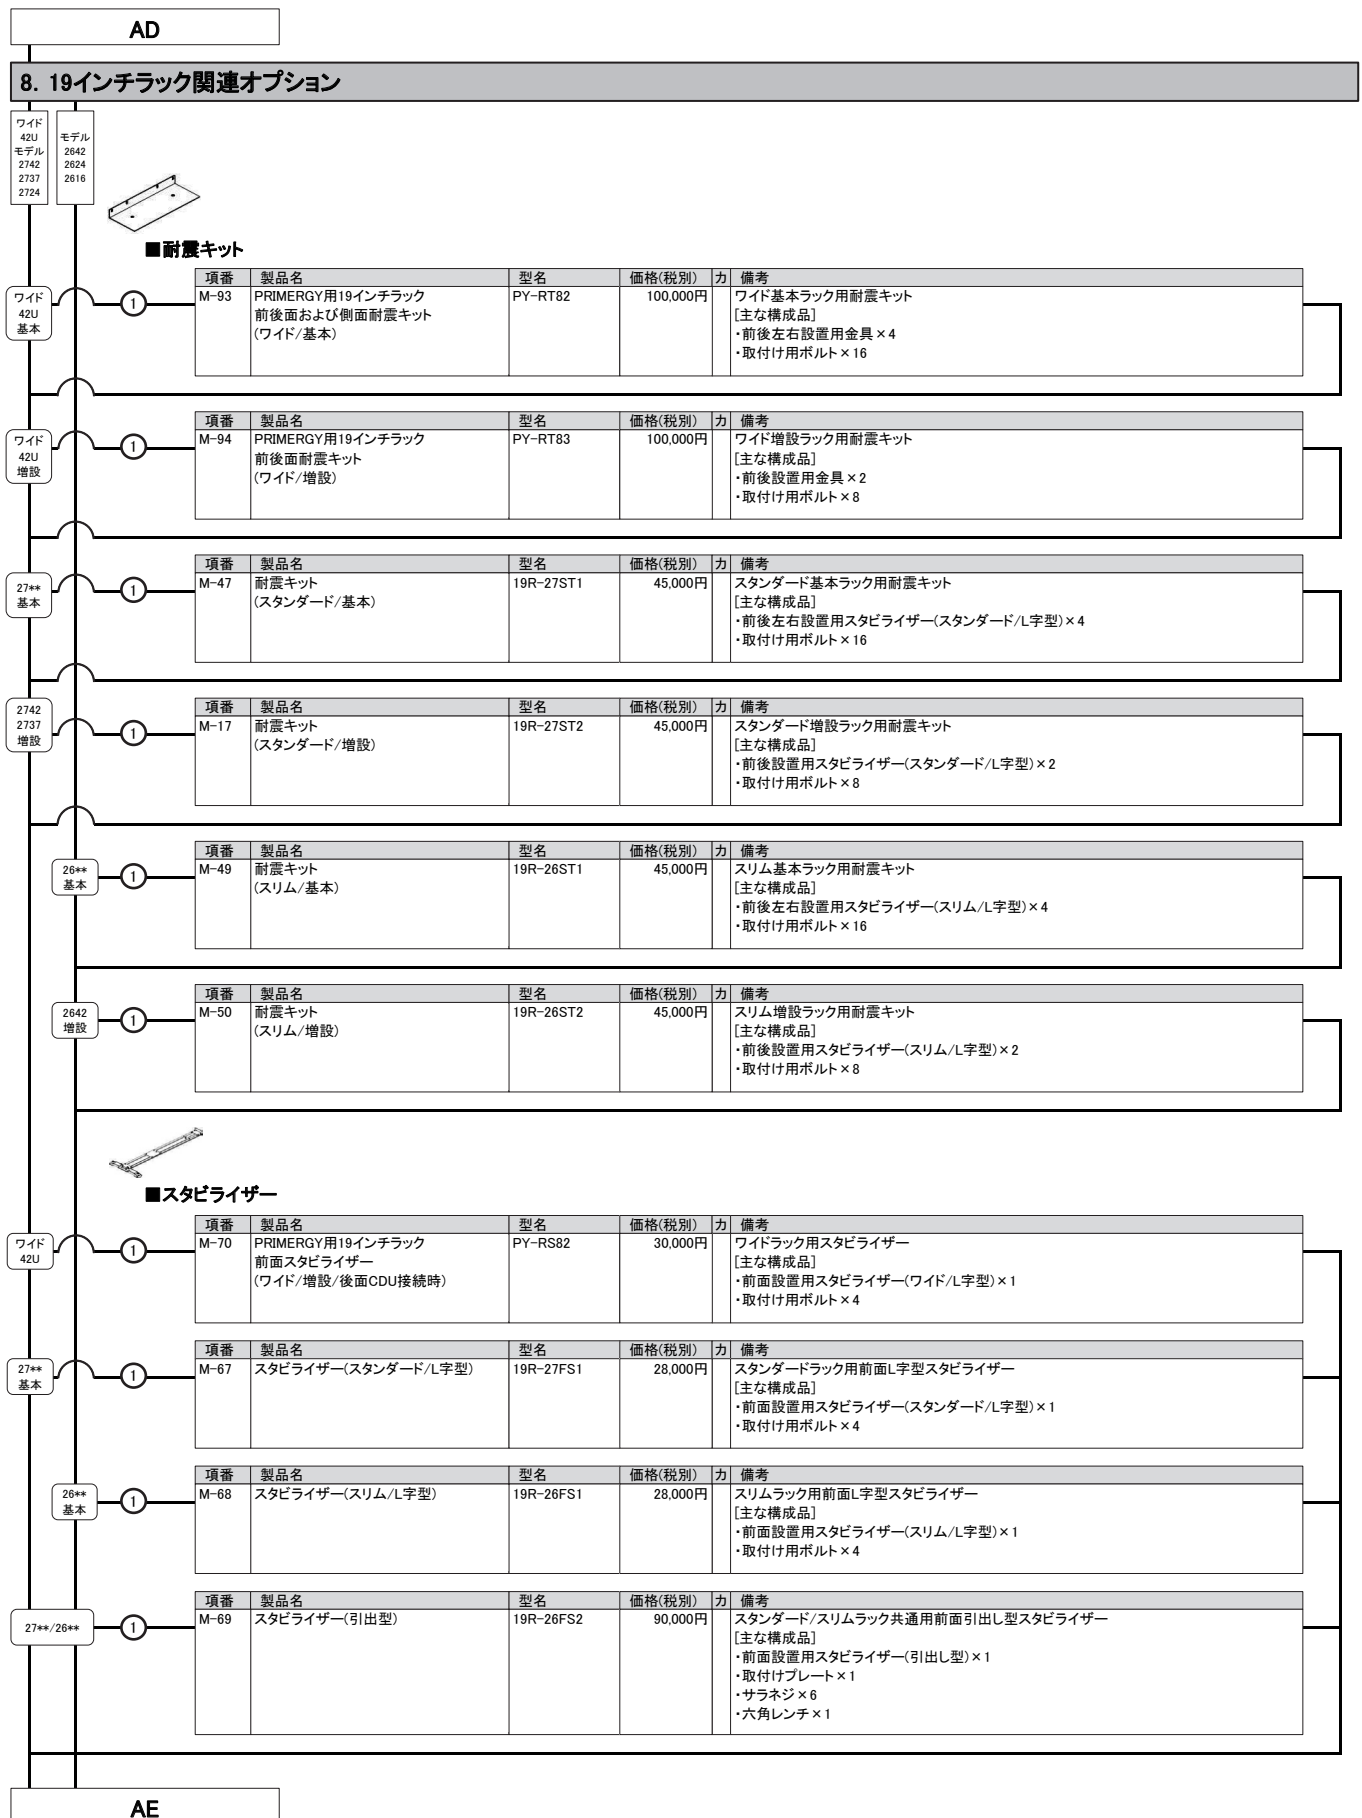 AD
8. 19インチラック関連オプション
ワイド
42U
モデル
2742
2737
2724
モデル
2642
2624
2616
■耐震キット
項番 製品名 型名 価格(税別) カ 備考
ワイド
42U
基本
1
M-93 PRIMERGY用19インチラック PY-RT82 100,000円 ワイド基本ラック用耐震キット
前後面および側面耐震キット [主な構成品]
(ワイド/基本) ・前後左右設置用金具×4
・取付け用ボルト×16
項番 製品名 型名 価格(税別) カ 備考
ワイド
42U
増設
1
M-94 PRIMERGY用19インチラック PY-RT83 100,000円 ワイド増設ラック用耐震キット
前後面耐震キット [主な構成品]
(ワイド/増設) ・前後設置用金具×2
・取付け用ボルト×8
項番 製品名 型名 価格(税別) カ 備考
27**
基本
1
M-47 耐震キット 19R-27ST1 45,000円 スタンダード基本ラック用耐震キット
(スタンダード/基本) [主な構成品]
・前後左右設置用スタビライザー(スタンダード/L字型)×4
・取付け用ボルト×16
項番 製品名 型名 価格(税別) カ 備考
2742
2737
増設
1
M-17 耐震キット 19R-27ST2 45,000円 スタンダード増設ラック用耐震キット
(スタンダード/増設) [主な構成品]
・前後設置用スタビライザー(スタンダード/L字型)×2
・取付け用ボルト×8
項番 製品名 型名 価格(税別) カ 備考
26**
基本
1
M-49 耐震キット 19R-26ST1 45,000円 スリム基本ラック用耐震キット
(スリム/基本) [主な構成品]
・前後左右設置用スタビライザー(スリム/L字型)×4
・取付け用ボルト×16
項番 製品名 型名 価格(税別) カ 備考
2642
増設
1
M-50 耐震キット 19R-26ST2 45,000円 スリム増設ラック用耐震キット
(スリム/増設) [主な構成品]
・前後設置用スタビライザー(スリム/L字型)×2
・取付け用ボルト×8
■スタビライザー
項番 製品名 型名 価格(税別) カ 備考
ワイド
42U
1
M-70 PRIMERGY用19インチラック PY-RS82 30,000円 ワイドラック用スタビライザー
前面スタビライザー [主な構成品]
(ワイド/増設/後面CDU接続時) ・前面設置用スタビライザー(ワイド/L字型)×1
・取付け用ボルト×4
項番 製品名 型名 価格(税別) カ 備考
27**
基本
1
M-67 スタビライザー(スタンダード/L字型) 19R-27FS1 28,000円 スタンダードラック用前面L字型スタビライザー
[主な構成品]
・前面設置用スタビライザー(スタンダード/L字型)×1
・取付け用ボルト×4
項番 製品名 型名 価格(税別) カ 備考
26**
基本
1
M-68 スタビライザー(スリム/L字型) 19R-26FS1 28,000円 スリムラック用前面L字型スタビライザー
[主な構成品]
・前面設置用スタビライザー(スリム/L字型)×1
・取付け用ボルト×4
項番 製品名 型名 価格(税別) カ 備考
27**/26**
1
M-69 スタビライザー(引出型) 19R-26FS2 90,000円 スタンダード/スリムラック共通用前面引出し型スタビライザー
[主な構成品]
・前面設置用スタビライザー(引出し型)×1
・取付けプレート×1
・サラネジ×6
・六角レンチ×1
AE